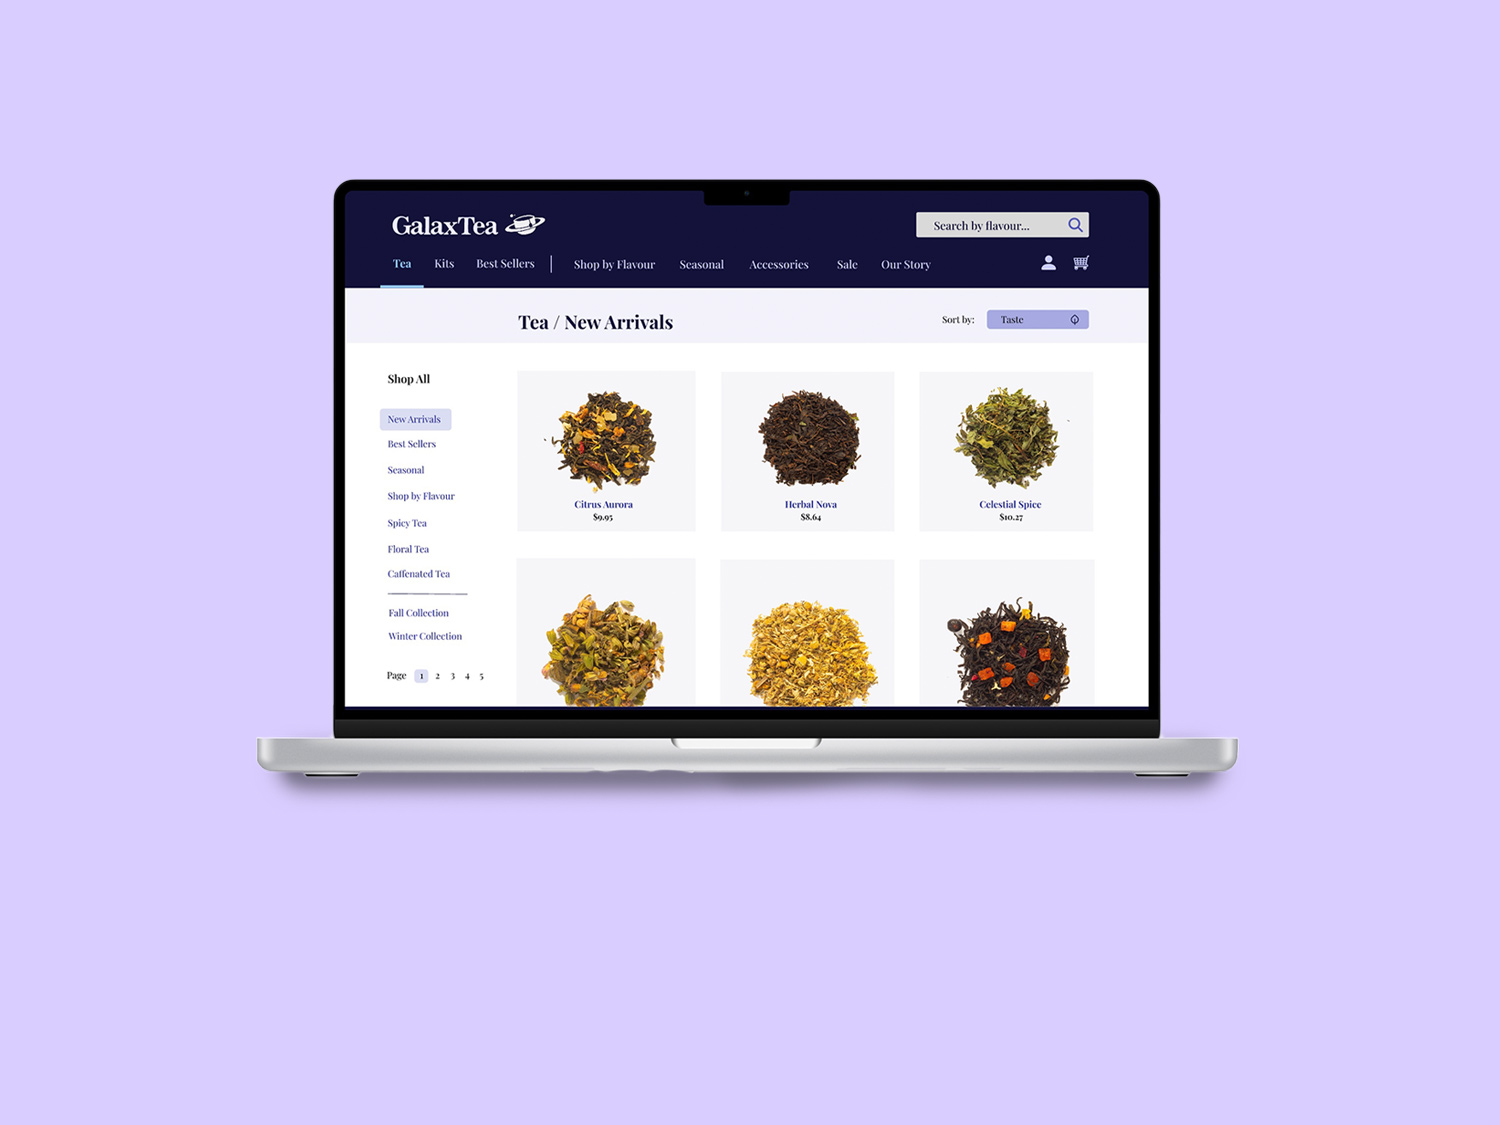 GalaxTea
Search by flavour...
Tea Kits Best Sellers Shop by Flavour Seasonal Accessories Sale Our Story
Tea / New Arrivals
Sort by: Taste
Shop All
New Arrivals
Best Sellers
Seasonal
Shop by Flavour
Spicy Tea
Floral Tea
Caffenated Tea
Fall Collection
Winter Collection
Page 1 2 3 4 5
Citrus Aurora
$9.95
Herbal Nova
$8.64
Celestial Spice
$10.27